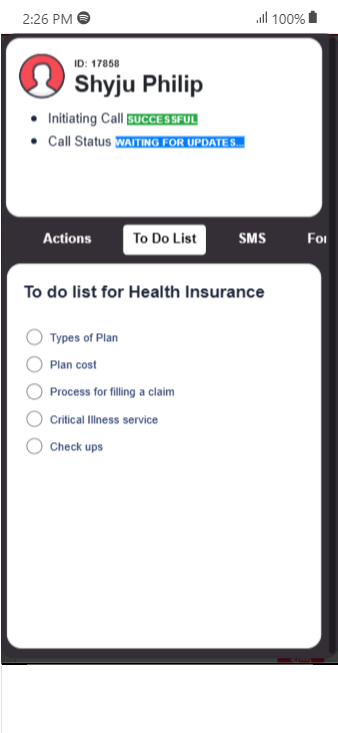 2:26 PM
100%
ID: 17858
Shyju Philip
Initiating Call SUCCESSFUL
Call Status WAITING FOR UPDATES...
Actions
To Do List
SMS
For
To do list for Health Insurance
Types of Plan
Plan cost
Process for filling a claim
Critical Illness service
Check ups